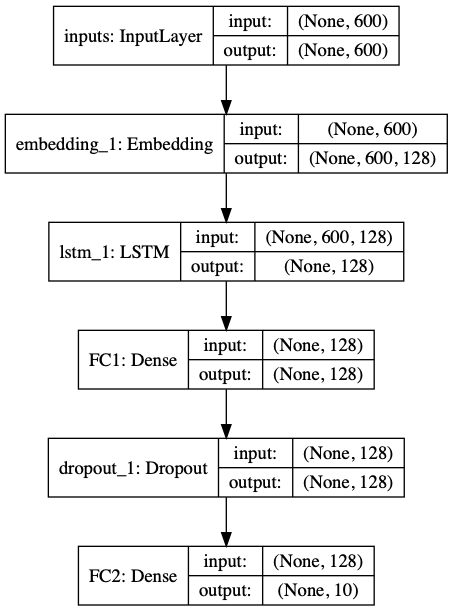 inputs: InputLayer
input: (None, 600)
output: (None, 600)
embedding_1: Embedding
input: (None, 600)
output: (None, 600, 128)
lstm_1: LSTM
input: (None, 600, 128)
output: (None, 128)
FC1: Dense
input: (None, 128)
output: (None, 128)
dropout_1: Dropout
input: (None, 128)
output: (None, 128)
FC2: Dense
input: (None, 128)
output: (None, 10)